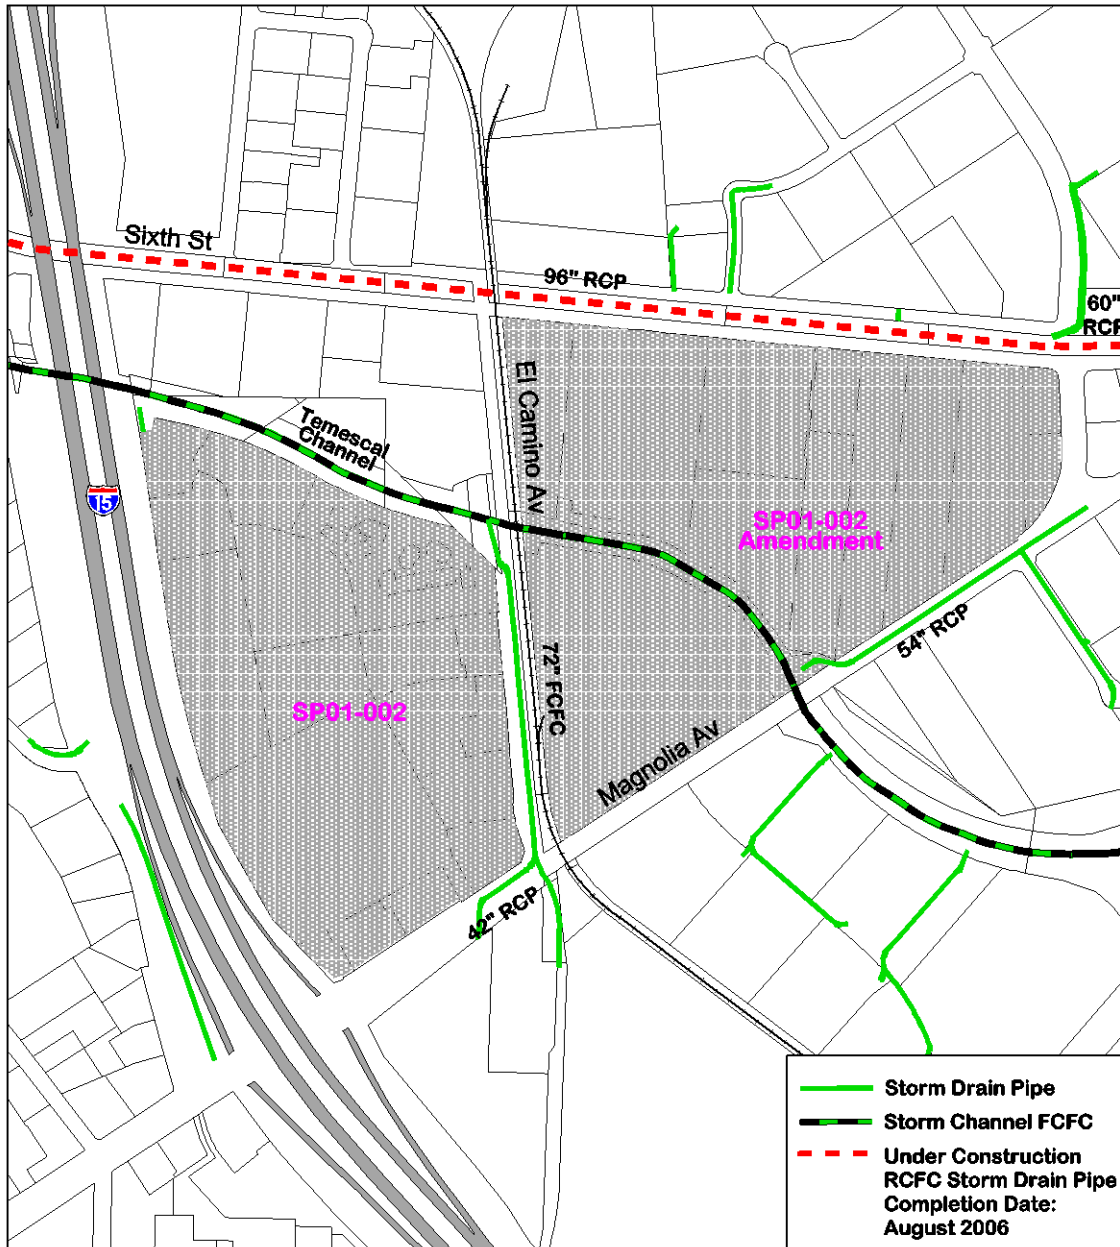 Sixth St
96" RCP
60"
RCP
El Camino Av
Temescal
Channel
15
SP01-002
Amendment
54" RCP
72" FCFC
SP01-002
Magnolia Av
42" RCP
Storm Drain Pipe
Storm Channel FCFC
Under Construction
RCFC Storm Drain Pipe
Completion Date:
August 2006